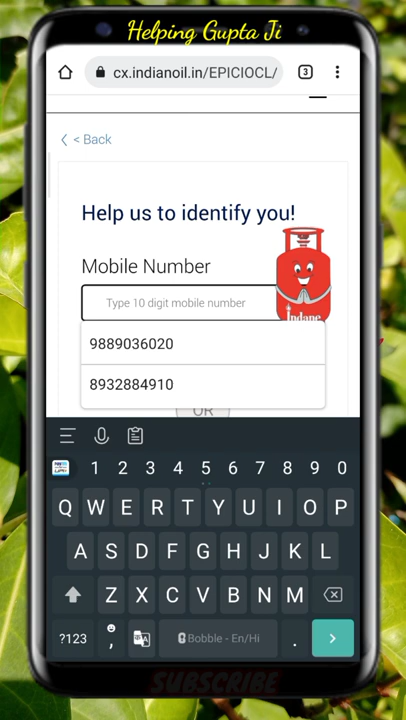 Helping Gupta Ji
cx.indianoil.in/EPICIOCL/
3
< Back
Help us to identify you!
Mobile Number
Type 10 digit mobile number
Indane
9889036020
8932884910
OR
1 2 3 4 5 6 7 8 9 0
Q W E R T Y U I O P
A S D F G H J K L
Z X C V B N M
?123 , Bobble - En/Hi .
SUBSCRIBE